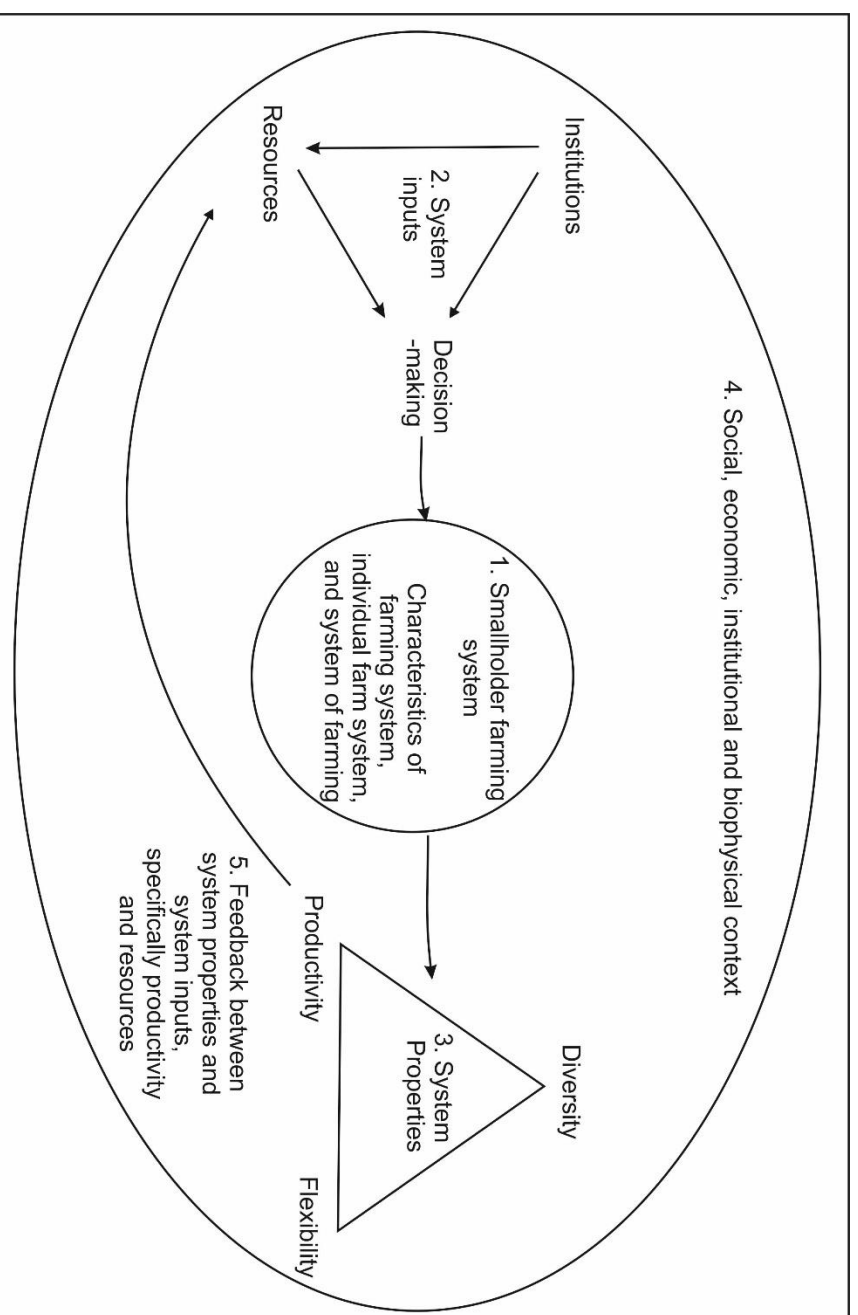 4. Social, economic, institutional and biophysical context
Institutions
2. System
inputs
Resources
Decision
-making
1. Smallholder farming
system
Characteristics of
farming system,
individual farm system,
and system of farming
Diversity
3. System
Properties
Productivity
Flexibility
5. Feedback between
system properties and
system inputs,
specifically productivity
and resources